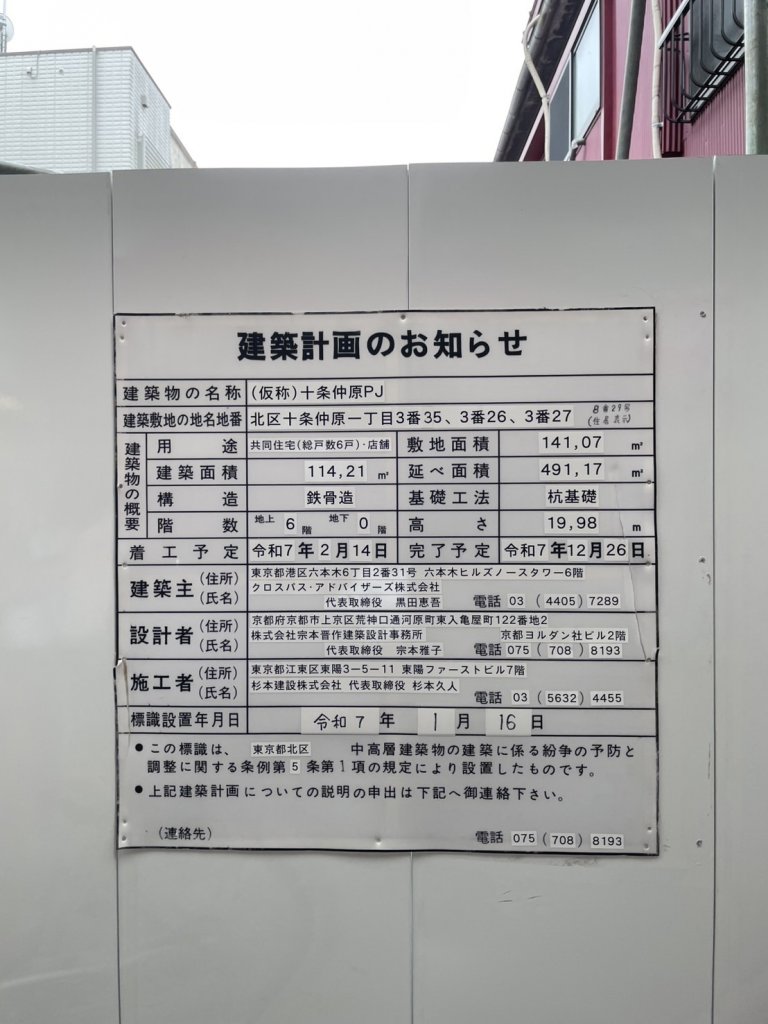 建築計画のお知らせ
建築物の名称 (仮称)十条仲原PJ
建築敷地の地名地番 北区十条仲原一丁目3番35、3番26、3番27 8番29号(住居表示)
建築物の概要
用途 共同住宅(総戸数6戸)・店舗 敷地面積 141,07 m²
建築面積 114,21 m² 延べ面積 491,17 m²
構造 鉄骨造 基礎工法 杭基礎
階数 地上 6 階 地下 0 階 高さ 19,98 m
着工予定 令和7年2月14日 完了予定 令和7年12月26日
建築主 (住所) 東京都港区六本木6丁目2番31号 六本木ヒルズノースタワー6階
(氏名) クロスパス・アドバイザーズ株式会社
代表取締役 黒田恵吾 電話 03 (4405) 7289
設計者 (住所) 京都府京都市上京区荒神口通河原町東入亀屋町122番地2
(氏名) 株式会社宗本晋作建築設計事務所 京都ヨルダン社ビル2階
代表取締役 宗本雅子 電話 075 (708) 8193
施工者 (住所) 東京都江東区東陽3-5-11 東陽ファーストビル7階
(氏名) 杉本建設株式会社 代表取締役 杉本久人
電話 03 (5632) 4455
標識設置年月日 令和7年1月16日
●この標識は、東京都北区 中高層建築物の建築に係る紛争の予防と
調整に関する条例第5条第1項の規定により設置したものです。
●上記建築計画についての説明の申出は下記へ御連絡下さい。
(連絡先) 電話 075 (708) 8193